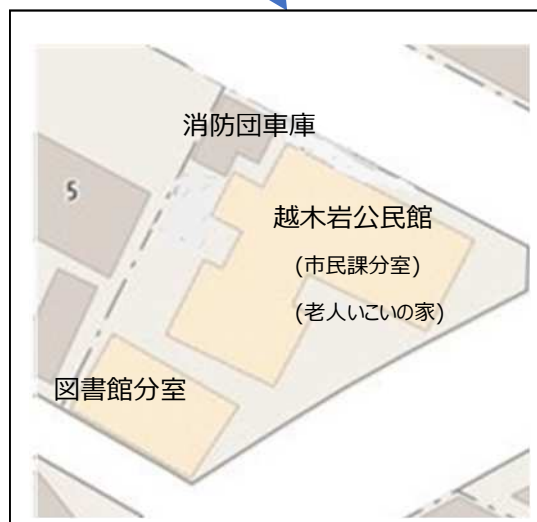 消防団車庫
5
越木岩公民館
(市民課分室)
(老人いこいの家)
図書館分室